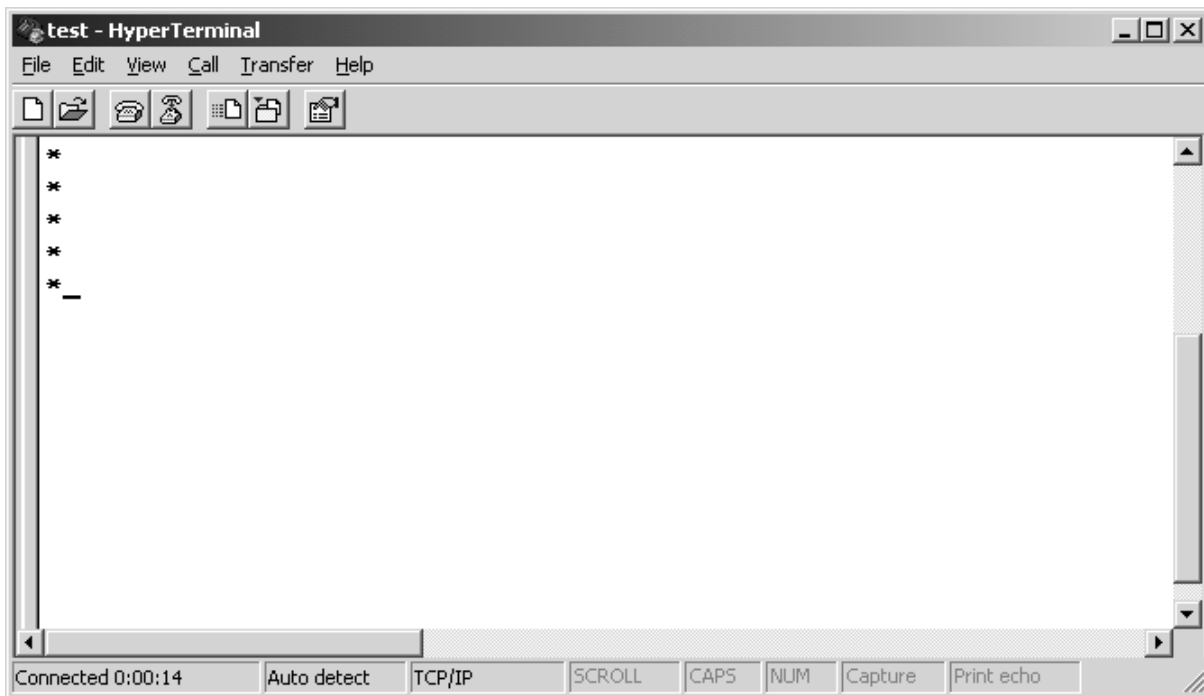 test - HyperTerminal
File Edit View Call Transfer Help
*
*
*
*
*_
Connected 0:00:14 Auto detect TCP/IP SCROLL CAPS NUM Capture Print echo